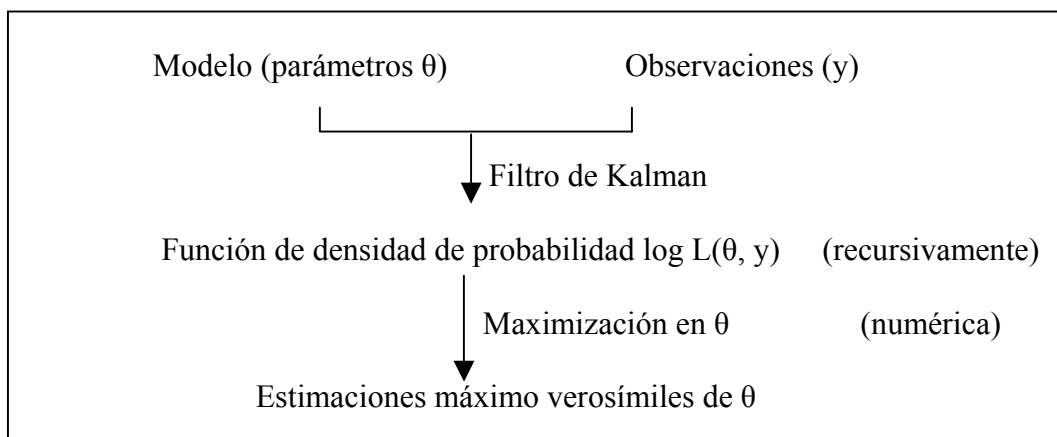 Modelo (parámetros θ) Observaciones (y)
Filtro de Kalman
Función de densidad de probabilidad log L(θ, y) (recursivamente)
Maximización en θ (numérica)
Estimaciones máximo verosímiles de θ